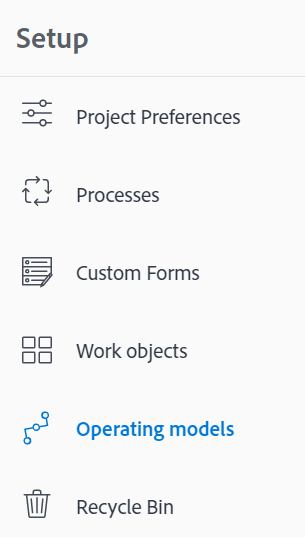 Setup
Project Preferences
Processes
Custom Forms
Work objects
Operating models
Recycle Bin